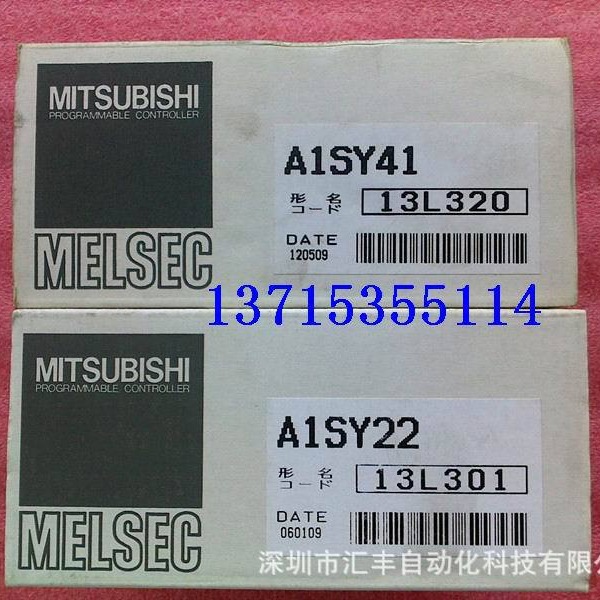 MITSUBISHI
PROGRAMMABLE CONTROLLER
MELSEC
A1SY41
形名
コード
13L320
DATE
120509
13715355114
MITSUBISHI
PROGRAMMABLE CONTROLLER
MELSEC
A1SY22
形名
コード
13L301
DATE
060109
深圳市汇丰自动化科技有限